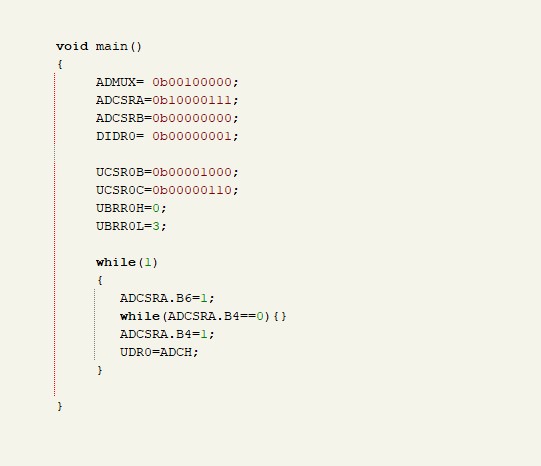 void main()
{
ADMUX= 0b00100000;
ADCSRA=0b10000111;
ADCSRB=0b00000000;
DIDR0= 0b00000001;
UCSR0B=0b00001000;
UCSR0C=0b00000110;
UBRR0H=0;
UBRR0L=3;
while(1)
{
ADCSRA.B6=1;
while(ADCSRA.B4==0){}
ADCSRA.B4=1;
UDR0=ADCH;
}
}